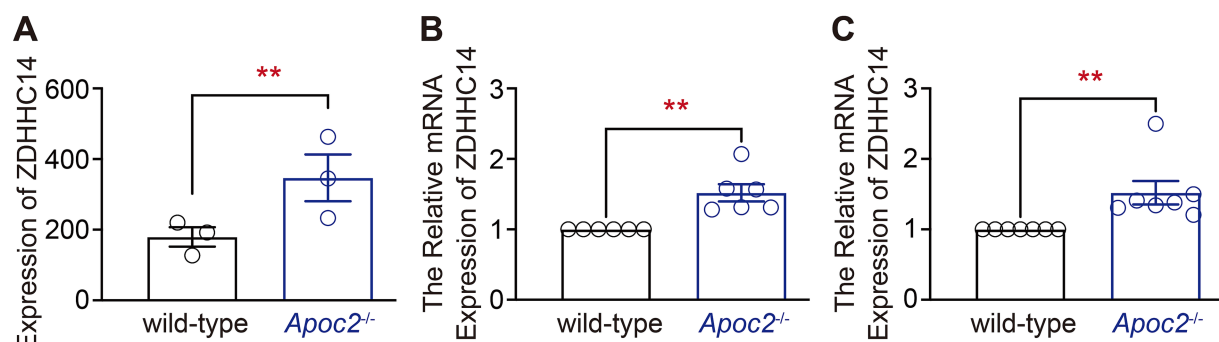 A
Expression of ZDHHC14
600
400
200
0
**
wild-type
Apoc2-/-
B
The Relative mRNA
Expression of ZDHHC14
3
2
1
0
**
wild-type
Apoc2-/-
C
The Relative mRNA
Expression of ZDHHC14
3
2
1
0
**
wild-type
Apoc2-/-